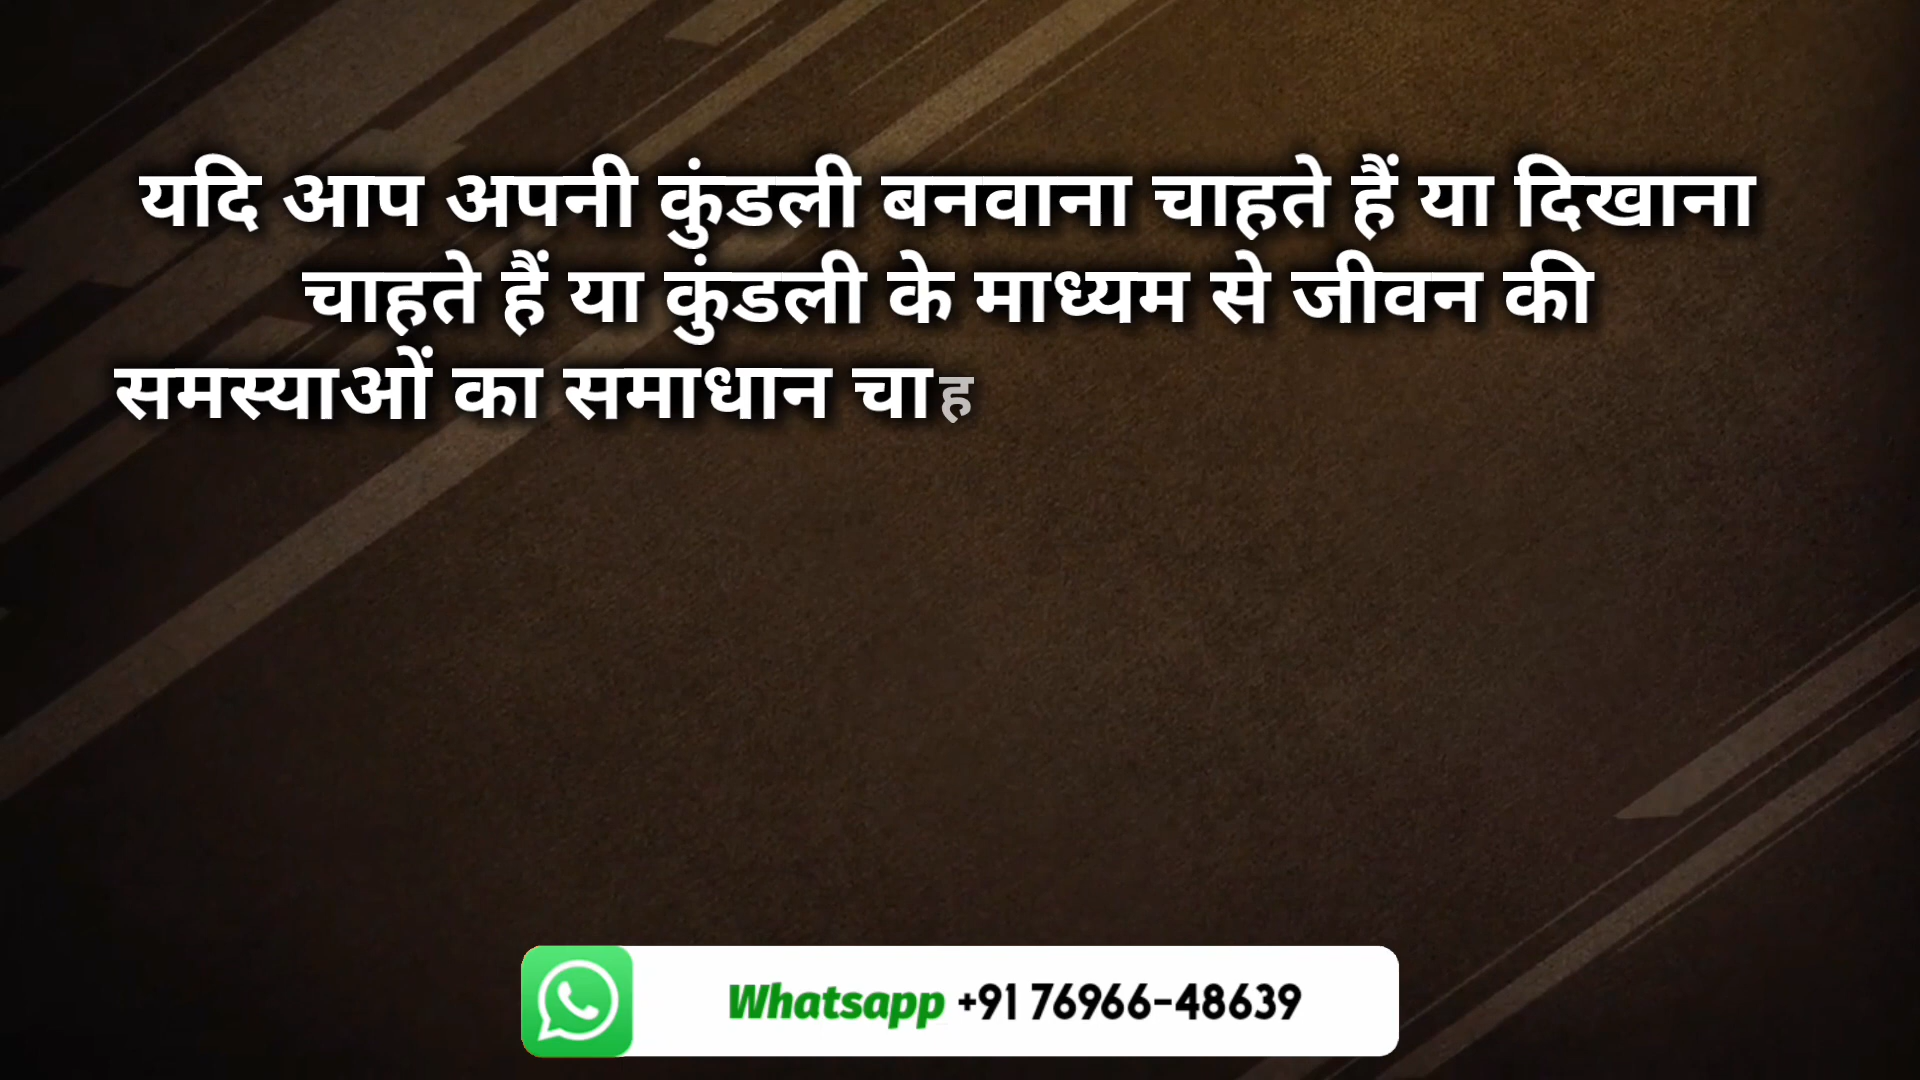 यदि आप अपनी कुंडली बनवाना चाहते हैं या दिखाना
चाहते हैं या कुंडली के माध्यम से जीवन की
समस्याओं का समाधान चाह
Whatsapp +91 76966-48639